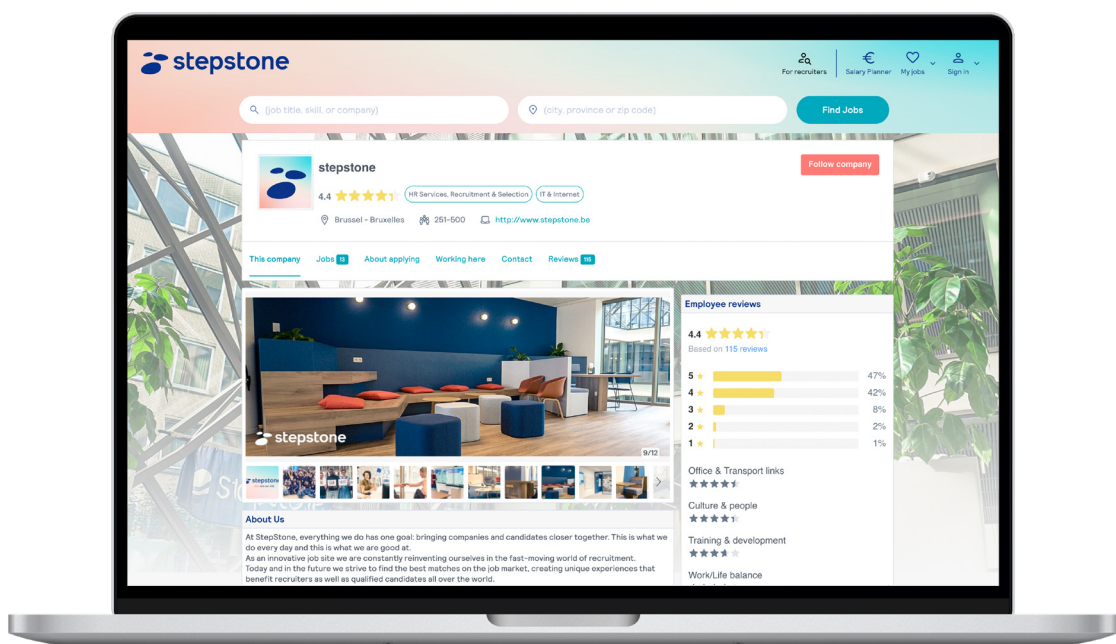 stepstone
For recruiters
Salary Planner
My jobs
Sign in
(job title, skill, or company)
(city, province or zip code)
Find Jobs
stepstone
Follow company
4.4
HR Services, Recruitment & Selection
IT & Internet
Brussel - Bruxelles
251-500
http://www.stepstone.be
This company
Jobs 13
About applying
Working here
Contact
Reviews 115
stepstone
9/12
stepstone
About Us
At StepStone, everything we do has one goal: bringing companies and candidates closer together. This is what we
do every day and this is what we are good at.
As an innovative job site we are constantly reinventing ourselves in the fast-moving world of recruitment.
Today and in the future we strive to find the best matches on the job market, creating unique experiences that
benefit recruiters as well as qualified candidates all over the world.
Employee reviews
4.4
Based on 115 reviews
5 47%
4 42%
3 8%
2 2%
1 1%
Office & Transport links
Culture & people
Training & development
Work/Life balance